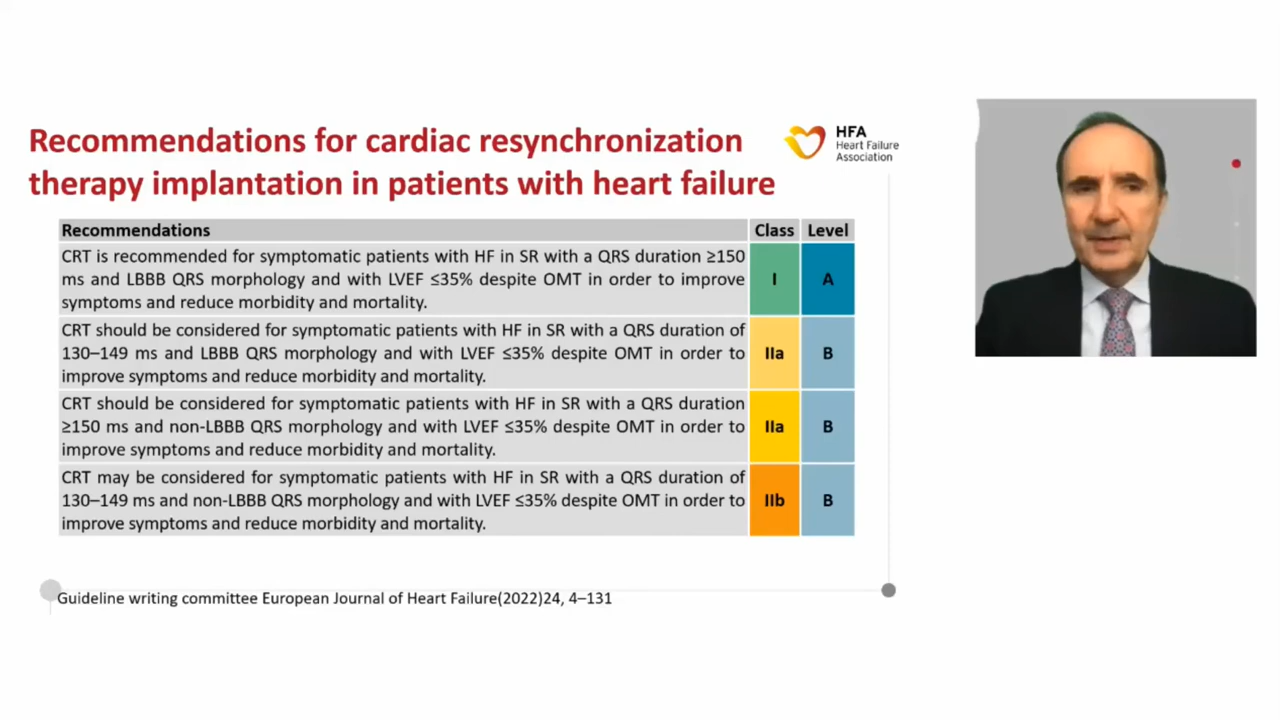 Recommendations for cardiac resynchronization
therapy implantation in patients with heart failure
HFA
Heart Failure
Association
Recommendations Class Level
CRT is recommended for symptomatic patients with HF in SR with a QRS duration ≥150
ms and LBBB QRS morphology and with LVEF ≤35% despite OMT in order to improve
symptoms and reduce morbidity and mortality.
I A
CRT should be considered for symptomatic patients with HF in SR with a QRS duration of
130–149 ms and LBBB QRS morphology and with LVEF ≤35% despite OMT in order to
improve symptoms and reduce morbidity and mortality.
IIa B
CRT should be considered for symptomatic patients with HF in SR with a QRS duration
≥150 ms and non-LBBB QRS morphology and with LVEF ≤35% despite OMT in order to
improve symptoms and reduce morbidity and mortality.
IIa B
CRT may be considered for symptomatic patients with HF in SR with a QRS duration of
130–149 ms and non-LBBB QRS morphology and with LVEF ≤35% despite OMT in order to
improve symptoms and reduce morbidity and mortality.
IIb B
Guideline writing committee European Journal of Heart Failure(2022)24, 4–131